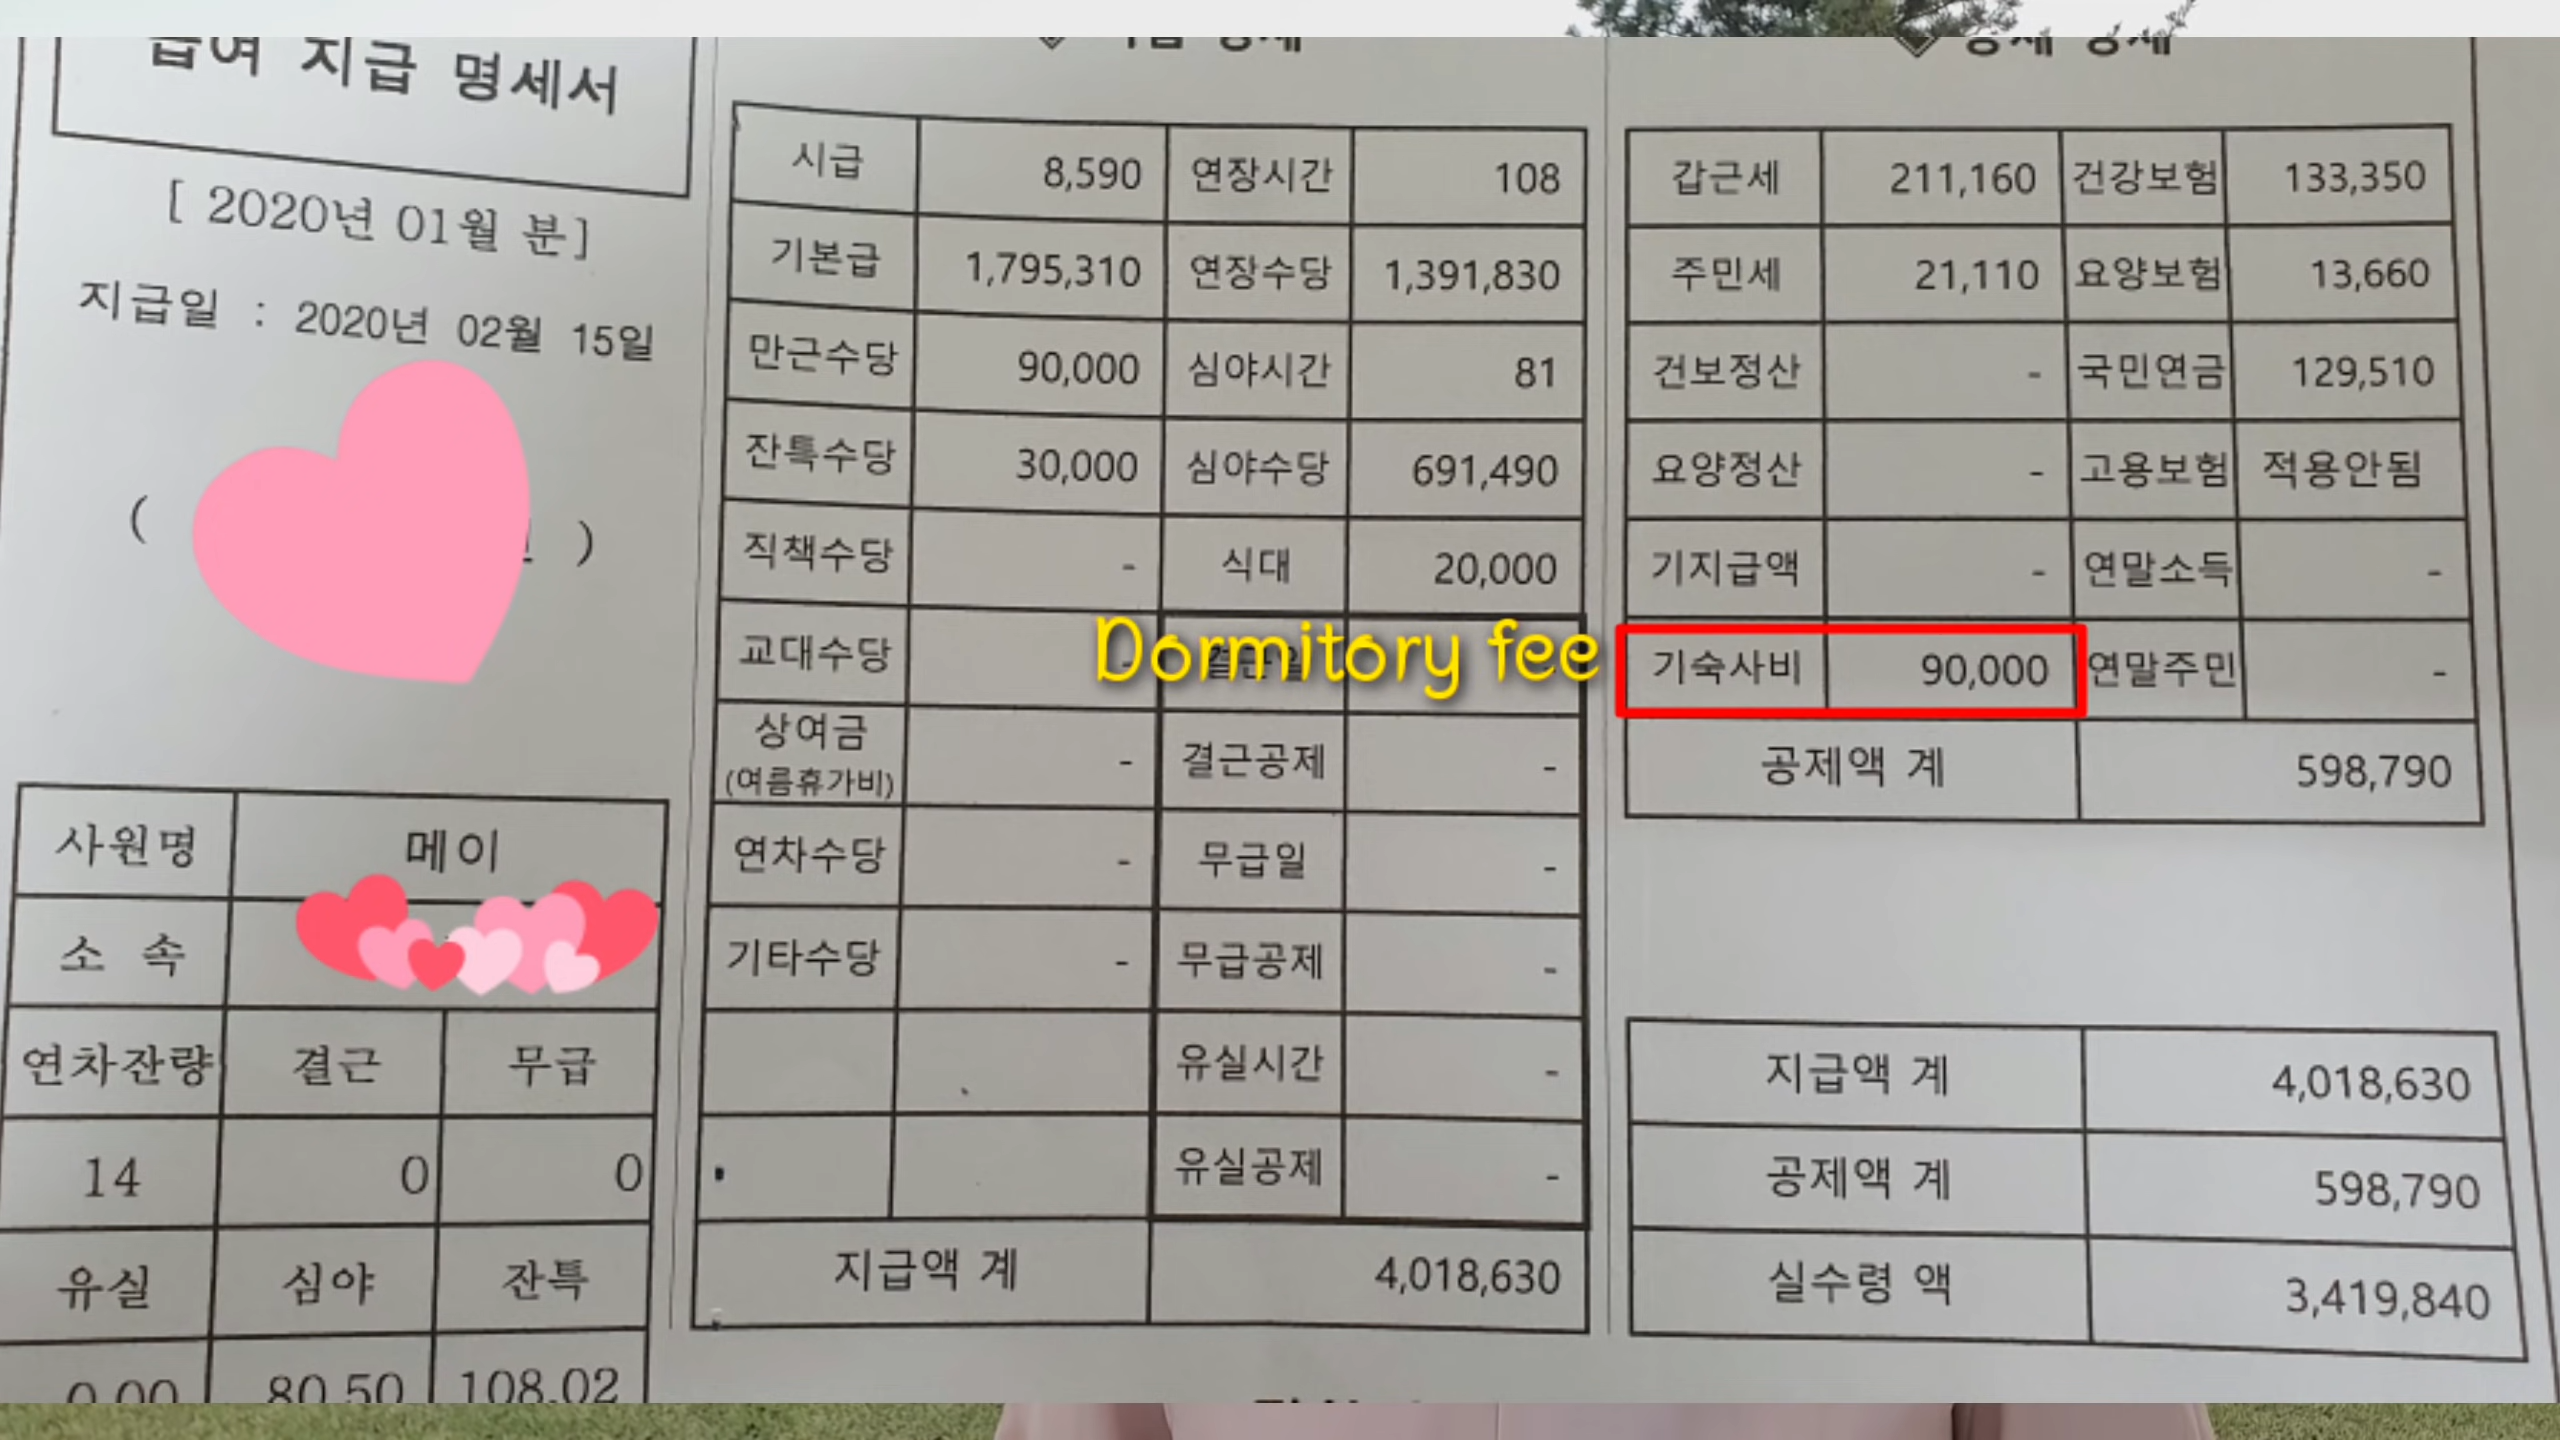 급여 지급 명세서
[ 2020년 01월 분]
지급일 : 2020년 02월 15일
( )
사원명 메이
소 속
연차잔량 결근 무급
14 0 0
유실 심야 잔특
0.00 80.50 108.02
시급 8,590 연장시간 108
기본급 1,795,310 연장수당 1,391,830
만근수당 90,000 심야시간 81
잔특수당 30,000 심야수당 691,490
직책수당 - 식대 20,000
교대수당 - 결근일
Dormitory fee
상여금 (여름휴가비) - 결근공제 -
연차수당 - 무급일 -
기타수당 - 무급공제 -
유실시간 -
유실공제 -
지급액 계 4,018,630
갑근세 211,160 건강보험 133,350
주민세 21,110 요양보험 13,660
건보정산 - 국민연금 129,510
요양정산 - 고용보험 적용안됨
기지급액 - 연말소득 -
기숙사비 90,000 연말주민 -
공제액 계 598,790
지급액 계 4,018,630
공제액 계 598,790
실수령 액 3,419,840